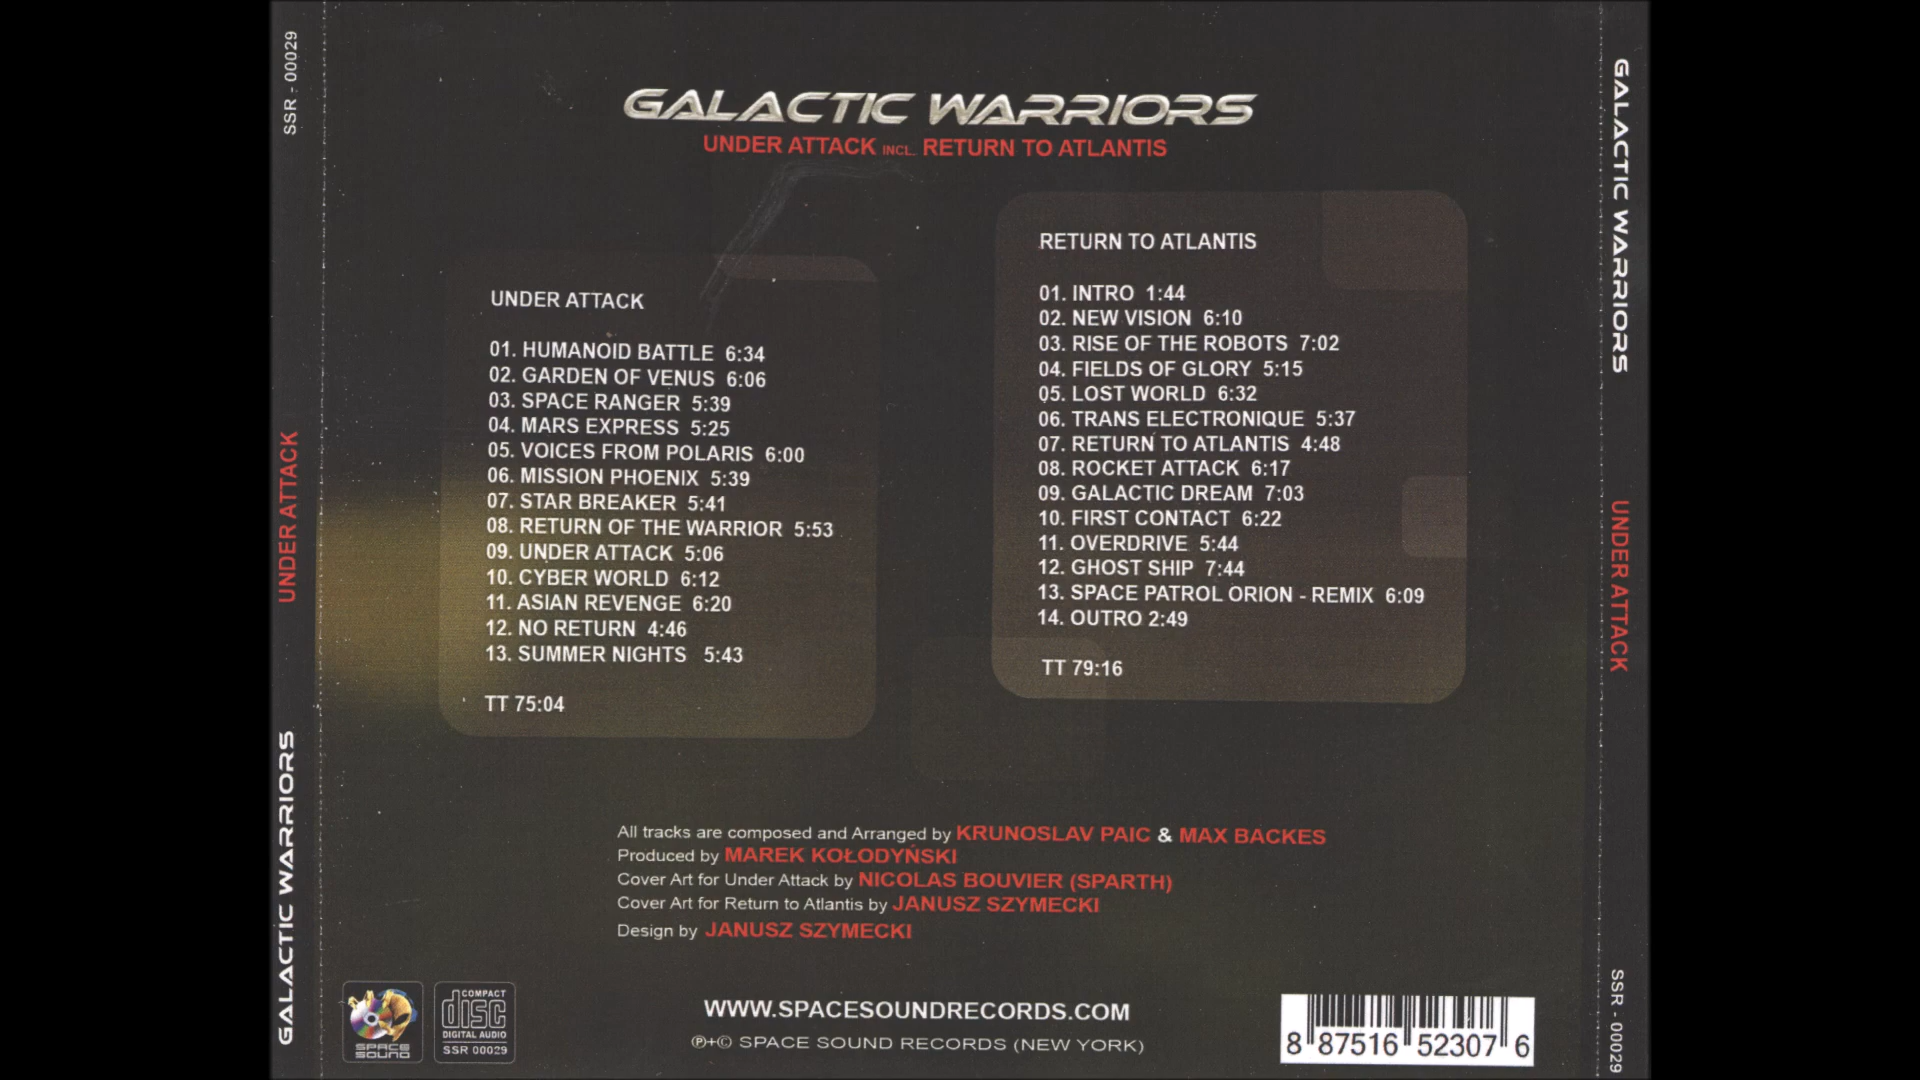 SSR - 00029
UNDER ATTACK
GALACTIC WARRIORS
GALACTIC WARRIORS
UNDER ATTACK INCL. RETURN TO ATLANTIS
UNDER ATTACK
01. HUMANOID BATTLE 6:34
02. GARDEN OF VENUS 6:06
03. SPACE RANGER 5:39
04. MARS EXPRESS 5:25
05. VOICES FROM POLARIS 6:00
06. MISSION PHOENIX 5:39
07. STAR BREAKER 5:41
08. RETURN OF THE WARRIOR 5:53
09. UNDER ATTACK 5:06
10. CYBER WORLD 6:12
11. ASIAN REVENGE 6:20
12. NO RETURN 4:46
13. SUMMER NIGHTS 5:43
TT 75:04
RETURN TO ATLANTIS
01. INTRO 1:44
02. NEW VISION 6:10
03. RISE OF THE ROBOTS 7:02
04. FIELDS OF GLORY 5:15
05. LOST WORLD 6:32
06. TRANS ELECTRONIQUE 5:37
07. RETURN TO ATLANTIS 4:48
08. ROCKET ATTACK 6:17
09. GALACTIC DREAM 7:03
10. FIRST CONTACT 6:22
11. OVERDRIVE 5:44
12. GHOST SHIP 7:44
13. SPACE PATROL ORION - REMIX 6:09
14. OUTRO 2:49
TT 79:16
All tracks are composed and Arranged by KRUNOSLAV PAIC & MAX BACKES
Produced by MAREK KOŁODYŃSKI
Cover Art for Under Attack by NICOLAS BOUVIER (SPARTH)
Cover Art for Return to Atlantis by JANUSZ SZYMECKI
Design by JANUSZ SZYMECKI
SPACE
SOUND
COMPACT
disc
DIGITAL AUDIO
SSR 00029
WWW.SPACESOUNDRECORDS.COM
℗+© SPACE SOUND RECORDS (NEW YORK)
8 87516 52307 6
GALACTIC WARRIORS
UNDER ATTACK
SSR - 00029